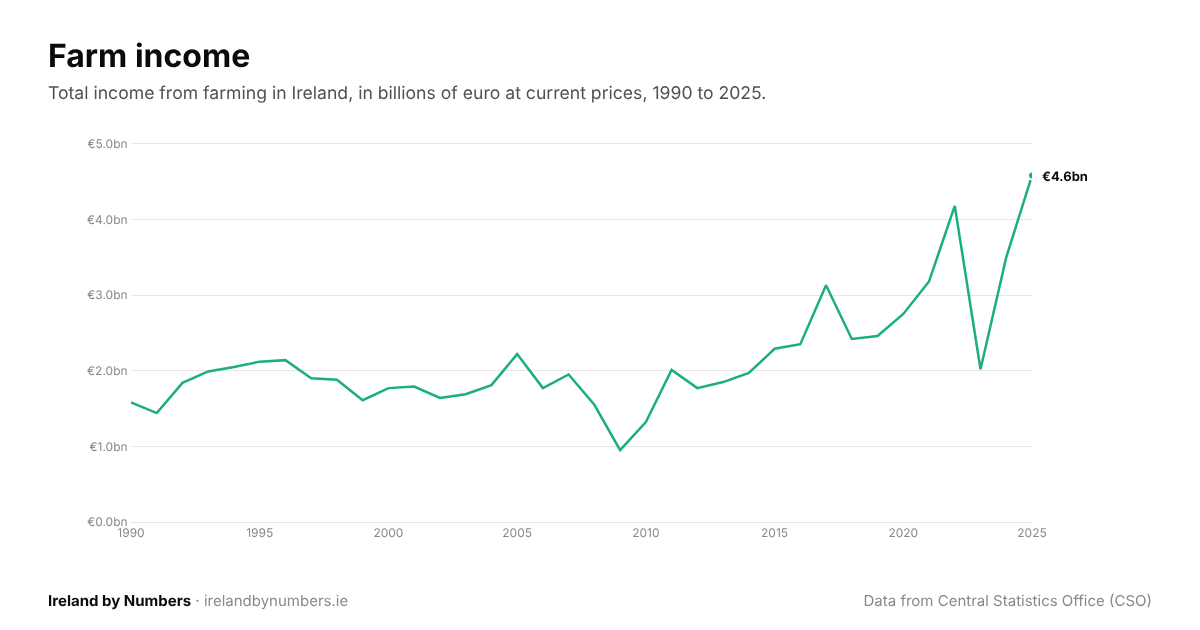 Farm income
Total income from farming in Ireland, in billions of euro at current prices, 1990 to 2025.
€5.0bn
€4.6bn
€4.0bn
€3.0bn
€2.0bn
€1.0bn
€0.0bn
1990 1995 2000 2005 2010 2015 2020 2025
Ireland by Numbers · irelandbynumbers.ie
Data from Central Statistics Office (CSO)